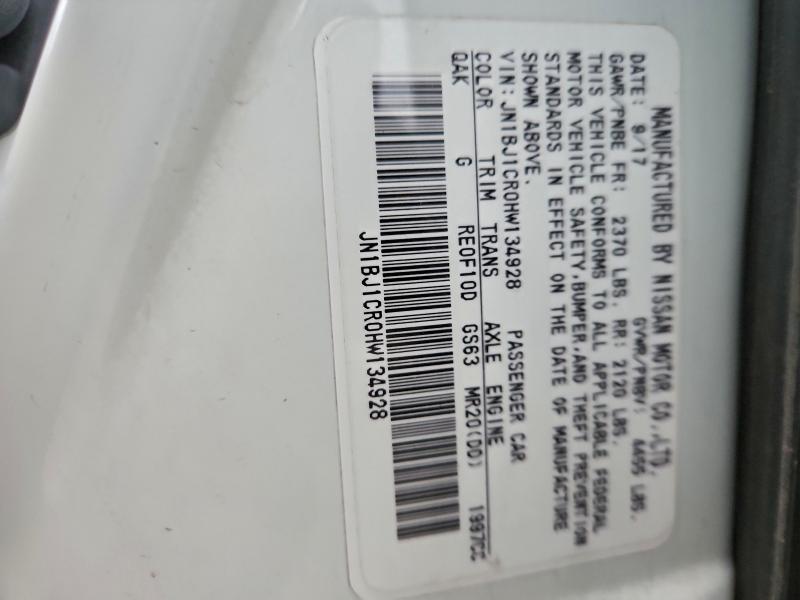 MANUFACTURED BY NISSAN MOTOR CO.,LTD.
DATE: 9/17 GVWR/PNBV: 4455 LBS.
GAWR/PNBE FR: 2370 LBS. RR: 2120 LBS.
THIS VEHICLE CONFORMS TO ALL APPLICABLE FEDERAL
MOTOR VEHICLE SAFETY,BUMPER,AND THEFT PREVENTION
STANDARDS IN EFFECT ON THE DATE OF MANUFACTURE
SHOWN ABOVE.
VIN:JN1BJ1CR0HW134928 PASSENGER CAR
COLOR TRIM TRANS AXLE ENGINE
QAK G RE0F10D GS63 MR20(DD) 1997CC
JN1BJ1CR0HW134928